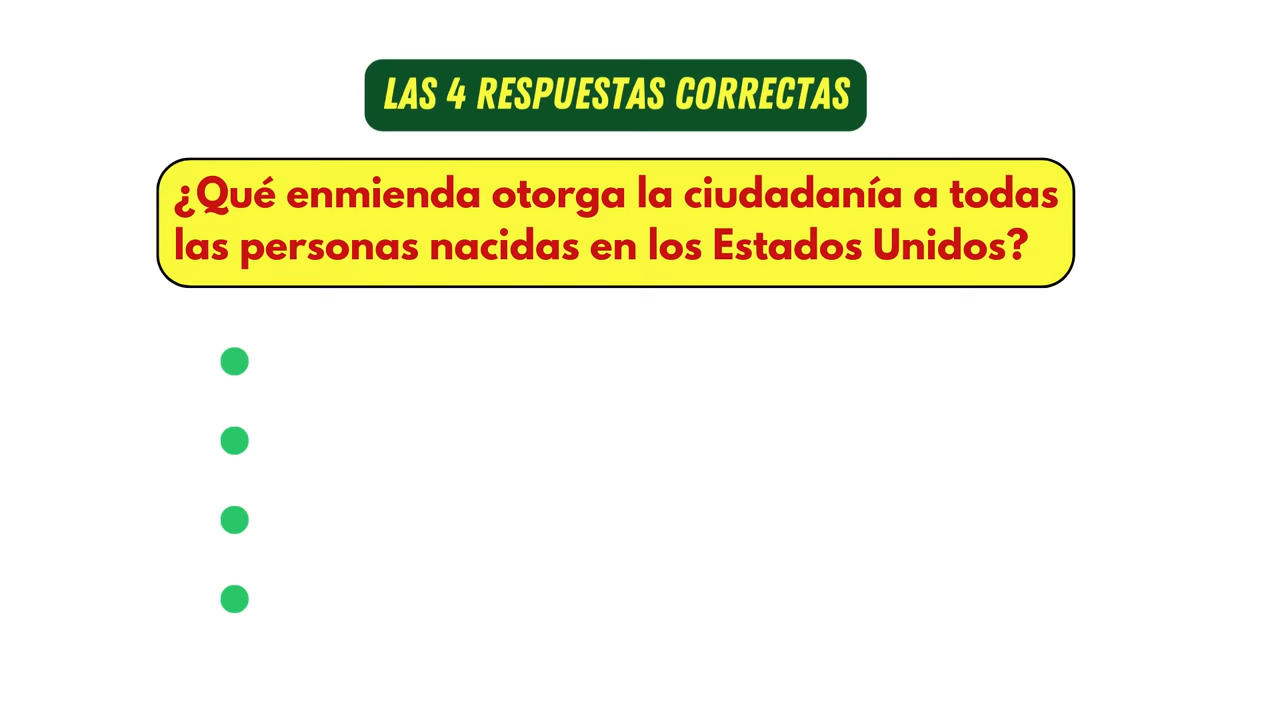 LAS 4 RESPUESTAS CORRECTAS
¿Qué enmienda otorga la ciudadanía a todas
las personas nacidas en los Estados Unidos?